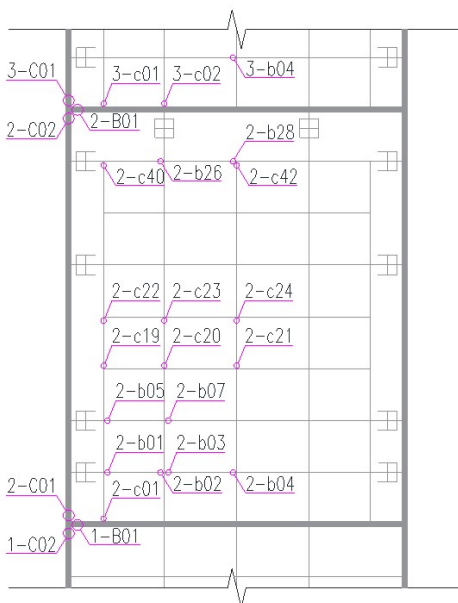 3-C01 3-c01 3-c02 3-b04
2-C02 2-B01 2-b28
2-c40 2-b26 2-c42
2-c22 2-c23 2-c24
2-c19 2-c20 2-c21
2-b05 2-b07
2-b01 2-b03
2-C01 2-c01 2-b02 2-b04
1-C02 1-B01